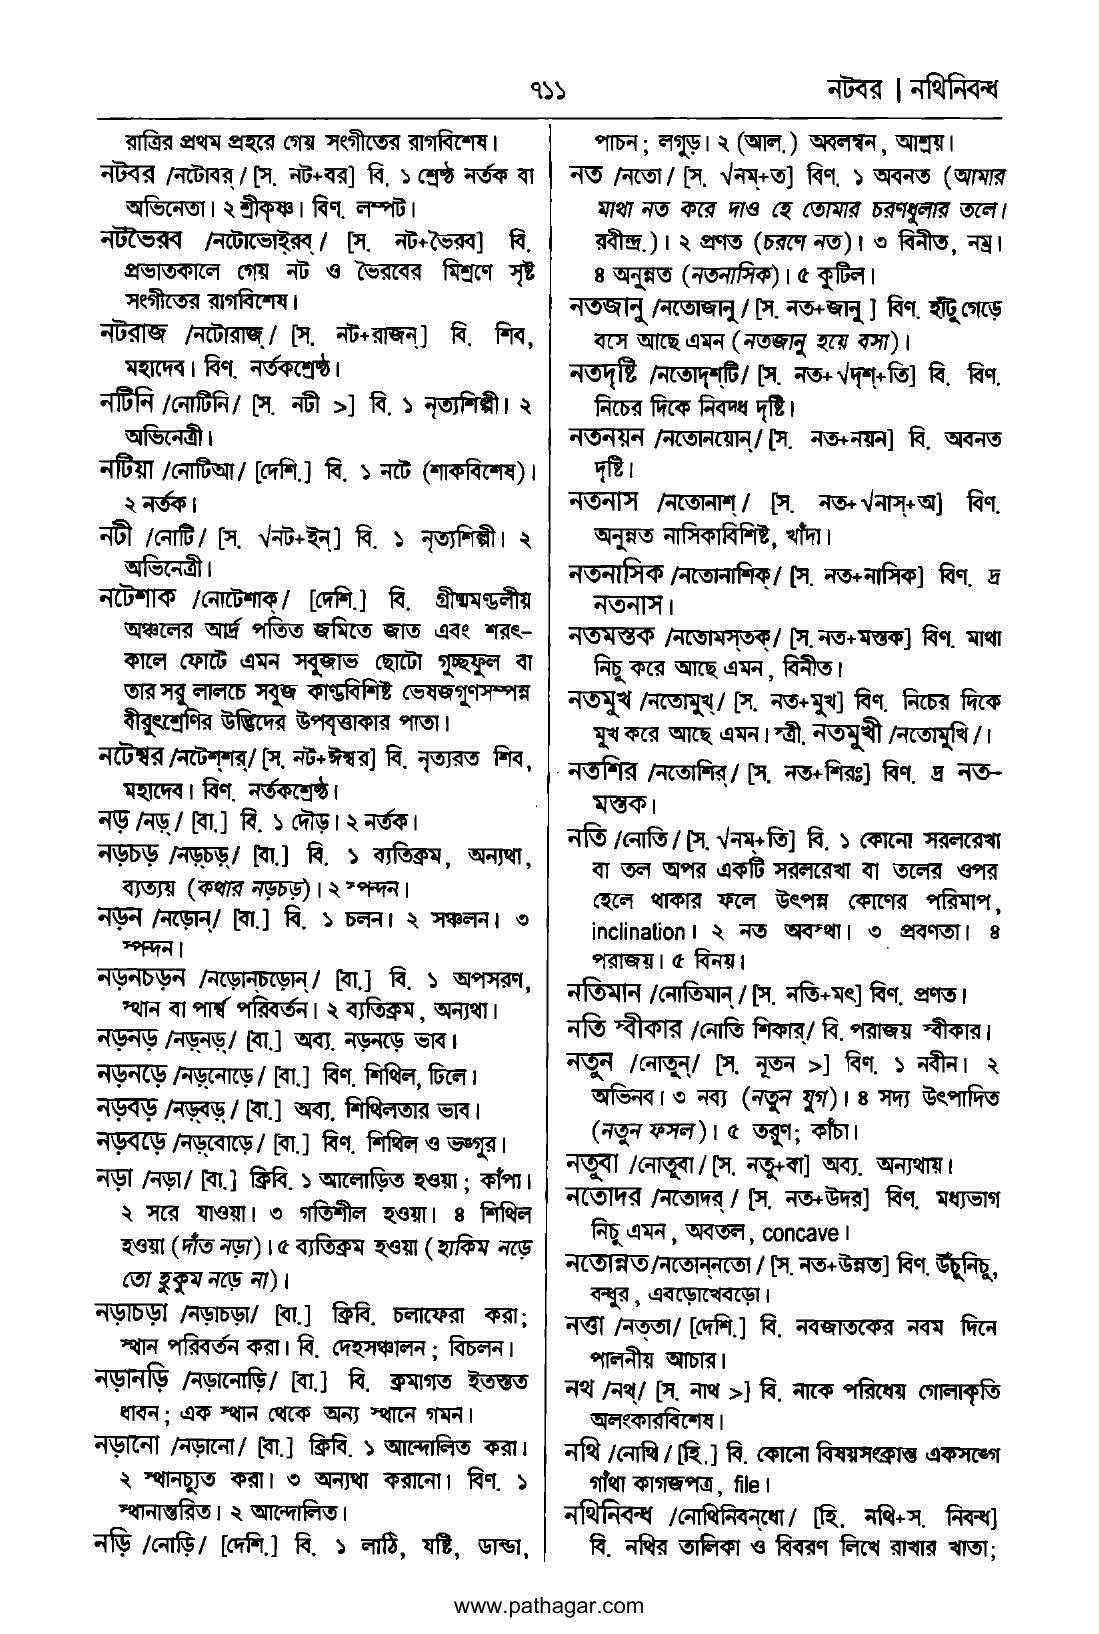 ৭১১
নটবর | নথিনিবন্ধ
রাত্রির প্রথম প্রহরে গেয় সংগীতের রাগবিশেষ।
নটবর /নটোবর্/ [স. নট+বর] বি. ১ শ্রেষ্ঠ নর্তক বা
অভিনেতা। ২ শ্রীকৃষ্ণ। বিণ. লম্পট।
নটভৈরব /নটোভোই্‌রব্/ [স. নট+ভৈরব] বি.
প্রভাতকালে গেয় নট ও ভৈরবের মিশ্রণে সৃষ্ট
সংগীতের রাগবিশেষ।
নটরাজ /নটোরাজ্/ [স. নট+রাজন্] বি. শিব,
মহাদেব। বিণ. নর্তকশ্রেষ্ঠ।
নটিনি /নোটিনি/ [স. নটী >] বি. ১ নৃত্যশিল্পী। ২
অভিনেত্রী।
নটিয়া /নোটিআ/ [দেশি.] বি. ১ নটে (শাকবিশেষ)।
২ নর্তক।
নটী /নোটি/ [স. √নট+ইন্] বি. ১ নৃত্যশিল্পী। ২
অভিনেত্রী।
নটেশাক /নোটেশাক্/ [দেশি.] বি. গ্রীষ্মমণ্ডলীয়
অঞ্চলের আর্দ্র পতিত জমিতে জাত এবং শরৎ-
কালে ফোটে এমন সবুজাভ ছোটো গুচ্ছফুল বা
তার সরু লালচে সবুজ কাণ্ডবিশিষ্ট ভেষজগুণসম্পন্ন
বীরুৎশ্রেণির উদ্ভিদের উপবৃত্তাকার পাতা।
নটেশ্বর /নটেশ্‌শর্/ [স. নট+ঈশ্বর] বি. নৃত্যরত শিব,
মহাদেব। বিণ. নর্তকশ্রেষ্ঠ।
নড় /নড়্/ [বা.] বি. ১ দৌড়। ২ নর্তক।
নড়চড় /নড়্‌চড়্/ [বা.] বি. ১ ব্যতিক্রম, অন্যথা,
ব্যত্যয় (কথার নড়চড়)। ২ স্পন্দন।
নড়ন /নড়োন্/ [বা.] বি. ১ চলন। ২ সঞ্চলন। ৩
স্পন্দন।
নড়নচড়ন /নড়োন্‌চড়োন্/ [বা.] বি. ১ অপসরণ,
স্থান বা পার্শ্ব পরিবর্তন। ২ ব্যতিক্রম, অন্যথা।
নড়নড় /নড়্‌নড়্/ [বা.] অব্য. নড়নড়ে ভাব।
নড়নড়ে /নড়্‌নোড়ে/ [বা.] বিণ. শিথিল, ঢিলে।
নড়বড় /নড়্‌বড়্/ [বা.] অব্য. শিথিলতার ভাব।
নড়বড়ে /নড়্‌বোড়ে/ [বা.] বিণ. শিথিল ও ভঙ্গুর।
নড়া /নড়া/ [বা.] ক্রিবি. ১ আলোড়িত হওয়া; কাঁপা।
২ সরে যাওয়া। ৩ গতিশীল হওয়া। ৪ শিথিল
হওয়া (দাঁত নড়া)। ৫ ব্যতিক্রম হওয়া (হাকিম নড়ে
তো হুকুম নড়ে না)।
নড়াচড়া /নড়াচড়া/ [বা.] ক্রিবি. চলাফেরা করা;
স্থান পরিবর্তন করা। বি. দেহসঞ্চালন; বিচলন।
নড়ানড়ি /নড়ানোড়ি/ [বা.] বি. ক্রমাগত ইতস্তত
ধাবন; এক স্থান থেকে অন্য স্থানে গমন।
নড়ানো /নড়ানো/ [বা.] ক্রিবি. ১ আন্দোলিত করা।
২ স্থানচ্যুত করা। ৩ অন্যথা করানো। বিণ. ১
স্থানান্তরিত। ২ আন্দোলিত।
নড়ি /নোড়ি/ [দেশি.] বি. ১ লাঠি, যষ্টি, ডান্ডা,
পাচন; লগুড়। ২ (আল.) অবলম্বন, আশ্রয়।
নত /নতো/ [স. √নম্+ত] বিণ. ১ অবনত (আমার
মাথা নত করে দাও হে তোমার চরণধুলার তলে।
রবীন্দ্র.)। ২ প্রণত (চরণে নত)। ৩ বিনীত, নম্র।
৪ অনুন্নত (নতনাসিক)। ৫ কুটিল।
নতজানু /নতোজানু/ [স. নত+জানু] বিণ. হাঁটু গেড়ে
বসে আছে এমন (নতজানু হয়ে বসা)।
নতদৃষ্টি /নতোদৃশ্‌টি/ [স. নত+√দৃশ্+তি] বি. বিণ.
নিচের দিকে নিবদ্ধ দৃষ্টি।
নতনয়ন /নতোনয়োন্/ [স. নত+নয়ন] বি. অবনত
দৃষ্টি।
নতনাস /নতোনাশ্/ [স. নত+√নাস্+অ] বিণ.
অনুন্নত নাসিকাবিশিষ্ট, খাঁদা।
নতনাসিক /নতোনাশিক্/ [স. নত+নাসিক] বিণ. দ্র
নতনাস।
নতমস্তক /নতোমস্‌তক্/ [স. নত+মস্তক] বিণ. মাথা
নিচু করে আছে এমন, বিনীত।
নতমুখ /নতোমুখ্/ [স. নত+মুখ] বিণ. নিচের দিকে
মুখ করে আছে এমন। স্ত্রী. নতমুখী /নতোমুখি/।
নতশির /নতোশির্/ [স. নত+শিরঃ] বিণ. দ্র নত-
মস্তক।
নতি /নোতি/ [স. √নম্+তি] বি. ১ কোনো সরলরেখা
বা তল অপর একটি সরলরেখা বা তলের ওপর
হেলে থাকার ফলে উৎপন্ন কোণের পরিমাপ,
inclination। ২ নত অবস্থা। ৩ প্রবণতা। ৪
পরাজয়। ৫ বিনয়।
নতিমান /নোতিমান্/ [স. নতি+মৎ] বিণ. প্রণত।
নতি স্বীকার /নোতি শিকার্/ বি. পরাজয় স্বীকার।
নতুন /নোতুন্/ [স. নূতন >] বিণ. ১ নবীন। ২
অভিনব। ৩ নব্য (নতুন যুগ)। ৪ সদ্য উৎপাদিত
(নতুন ফসল)। ৫ তরুণ; কাঁচা।
নতুবা /নোতুবা/ [স. নতু+বা] অব্য. অন্যথায়।
নতোদর /নতোদর্/ [স. নত+উদর] বিণ. মধ্যভাগ
নিচু এমন, অবতল, concave।
নতোন্নত /নতোন্‌নতো/ [স. নত+উন্নত] বিণ. উঁচুনিচু,
বন্ধুর, এবড়োখেবড়ো।
নত্তা /নত্‌তা/ [দেশি.] বি. নবজাতকের নবম দিনে
পালনীয় আচার।
নথ /নথ্/ [স. নাথ >] বি. নাকে পরিধেয় গোলাকৃতি
অলংকারবিশেষ।
নথি /নোথি/ [হি.] বি. কোনো বিষয়সংক্রান্ত একসঙ্গে
গাঁথা কাগজপত্র, file।
নথিনিবন্ধ /নোথিনিবন্‌ধো/ [হি. নথি+স. নিবন্ধ]
বি. নথির তালিকা ও বিবরণ লিখে রাখার খাতা;
www.pathagar.com